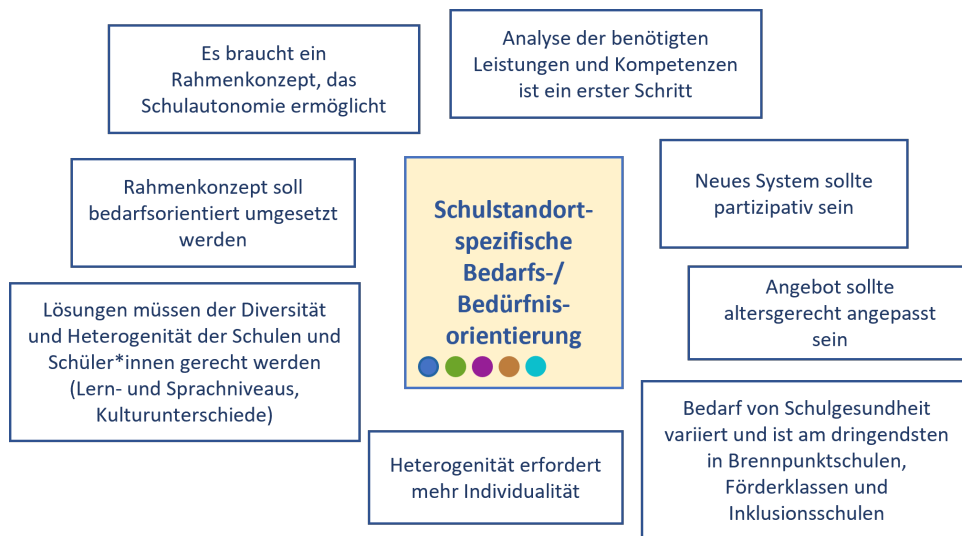 Es braucht ein
Rahmenkonzept, das
Schulautonomie ermöglicht
Analyse der benötigten
Leistungen und Kompetenzen
ist ein erster Schritt
Rahmenkonzept soll
bedarfsorientiert umgesetzt
werden
Schulstandort-
spezifische
Bedarfs-/
Bedürfnis-
orientierung
Neues System sollte
partizipativ sein
Lösungen müssen der Diversität
und Heterogenität der Schulen und
Schüler*innen gerecht werden
(Lern- und Sprachniveaus,
Kulturunterschiede)
Angebot sollte
altersgerecht angepasst
sein
Heterogenität erfordert
mehr Individualität
Bedarf von Schulgesundheit
variiert und ist am dringendsten
in Brennpunktschulen,
Förderklassen und
Inklusionsschulen